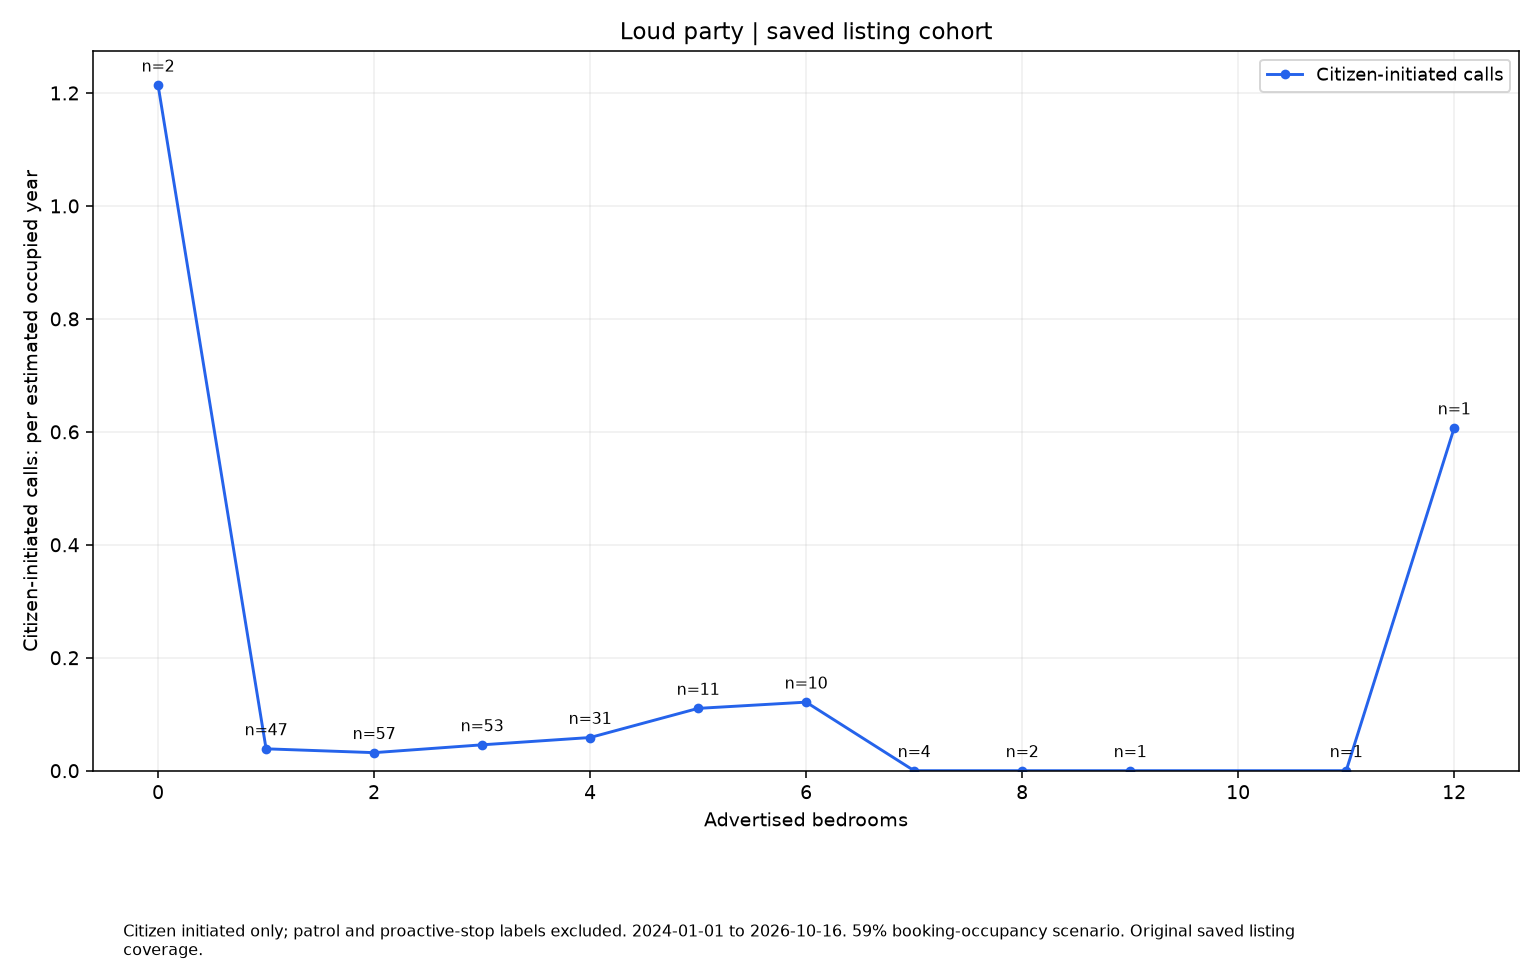 Loud party | saved listing cohort
Citizen-initiated calls
Citizen-initiated calls: per estimated occupied year
1.2
1.0
0.8
0.6
0.4
0.2
0.0
n=2
n=47
n=57
n=53
n=31
n=11
n=10
n=4
n=2
n=1
n=1
n=1
0 2 4 6 8 10 12
Advertised bedrooms
Citizen initiated only; patrol and proactive-stop labels excluded. 2024-01-01 to 2026-10-16. 59% booking-occupancy scenario. Original saved listing
coverage.